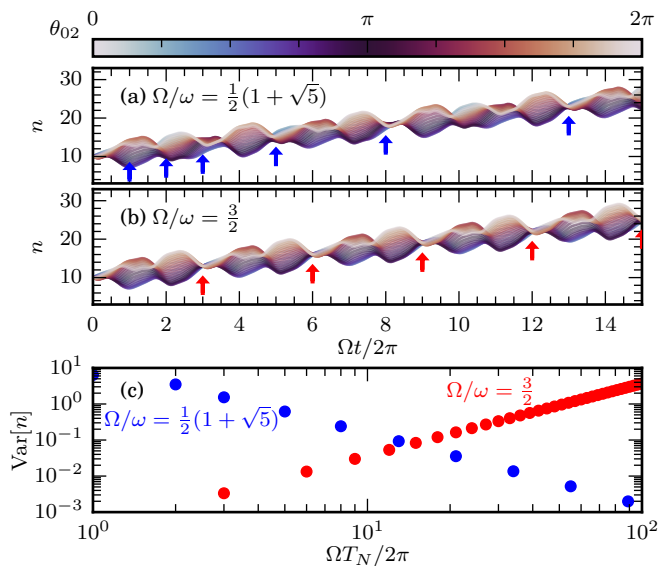 θ₀₂ 0 π 2π
(a) Ω/ω = ½(1 + √5)
n
30
20
10
(b) Ω/ω = 3/2
n
30
20
10
0 2 4 6 8 10 12 14
Ωt/2π
(c)
Ω/ω = 3/2
Ω/ω = ½(1 + √5)
Var[n]
10¹
10⁰
10⁻¹
10⁻²
10⁻³
10⁰ 10¹ 10²
ΩT_N/2π